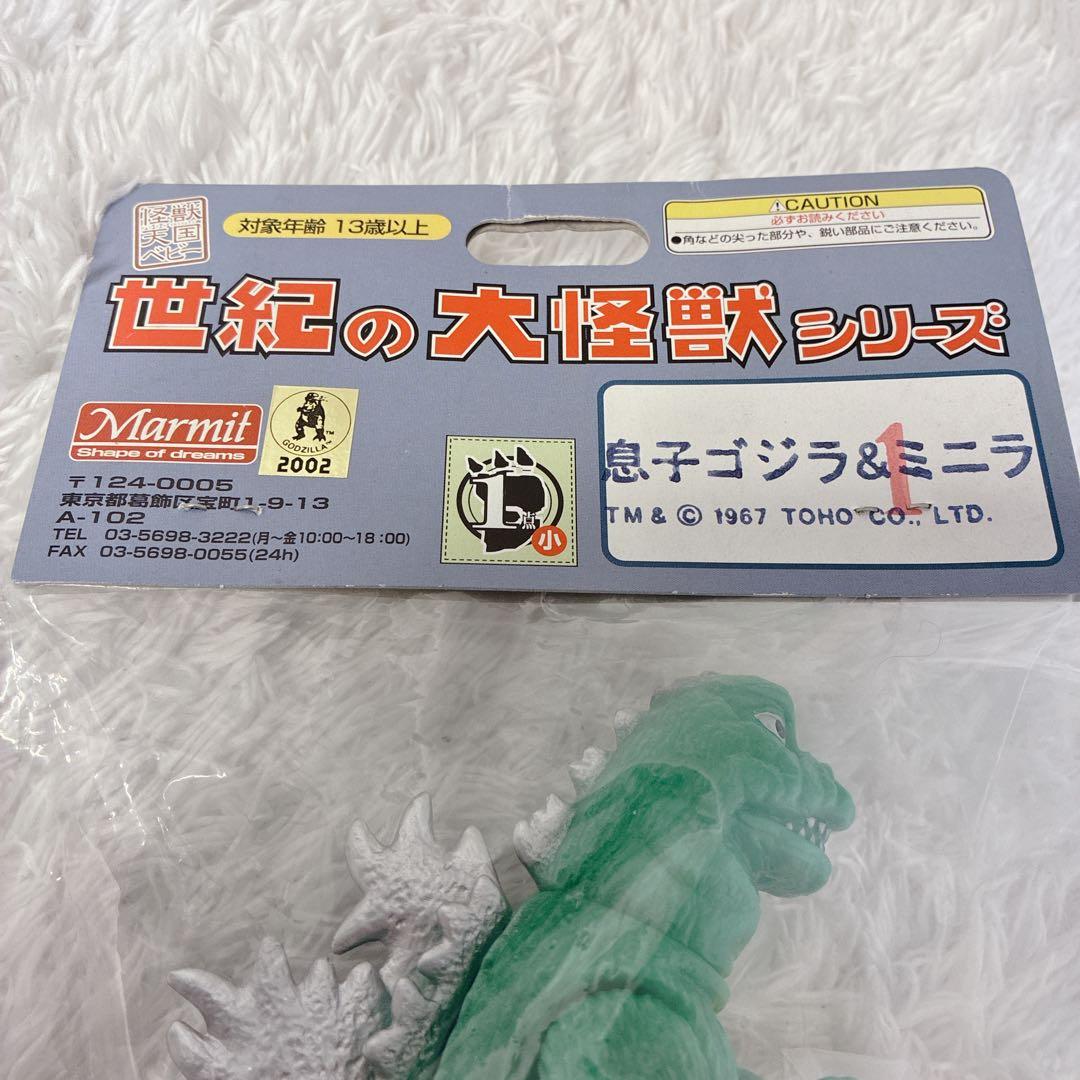 怪獣
英国
ベビー
対象年齢 13歳以上
⚠CAUTION
必ずお読みください
●角などの尖った部分や、鋭い部品にご注意ください。
世紀の大怪獣シリーズ
Marmit
Shape of dreams
GODZILLA™
2002
〒124-0005
東京都葛飾区宝町1-9-13
A-102
TEL 03-5698-3222(月〜金10:00〜18:00)
FAX 03-5698-0055(24h)
1点
小
息子ゴジラ&ミニラ
1
TM & © 1967 TOHO CO., LTD.